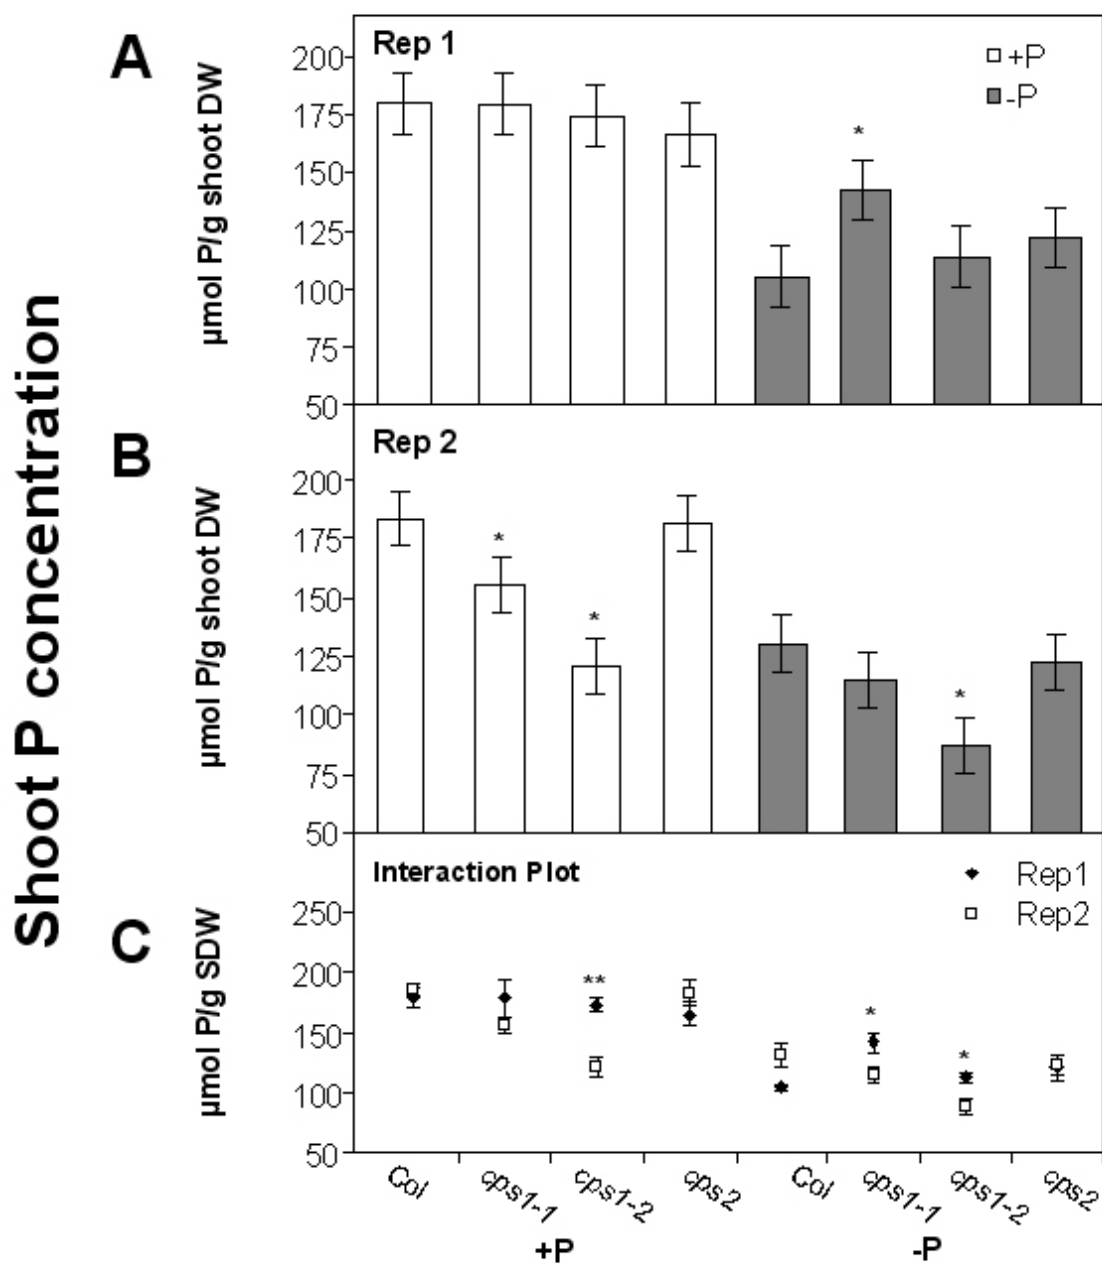 Shoot P concentration
A
µmol P/g shoot DW
Rep 1
+P
-P
200
175
150
125
100
75
50
*
B
µmol P/g shoot DW
Rep 2
200
175
150
125
100
75
50
*
*
*
C
µmol P/g SDW
Interaction Plot
Rep1
Rep2
250
200
150
100
50
**
*
*
Col cps1-1 cps1-2 cps2 Col cps1-1 cps1-2 cps2
+P -P